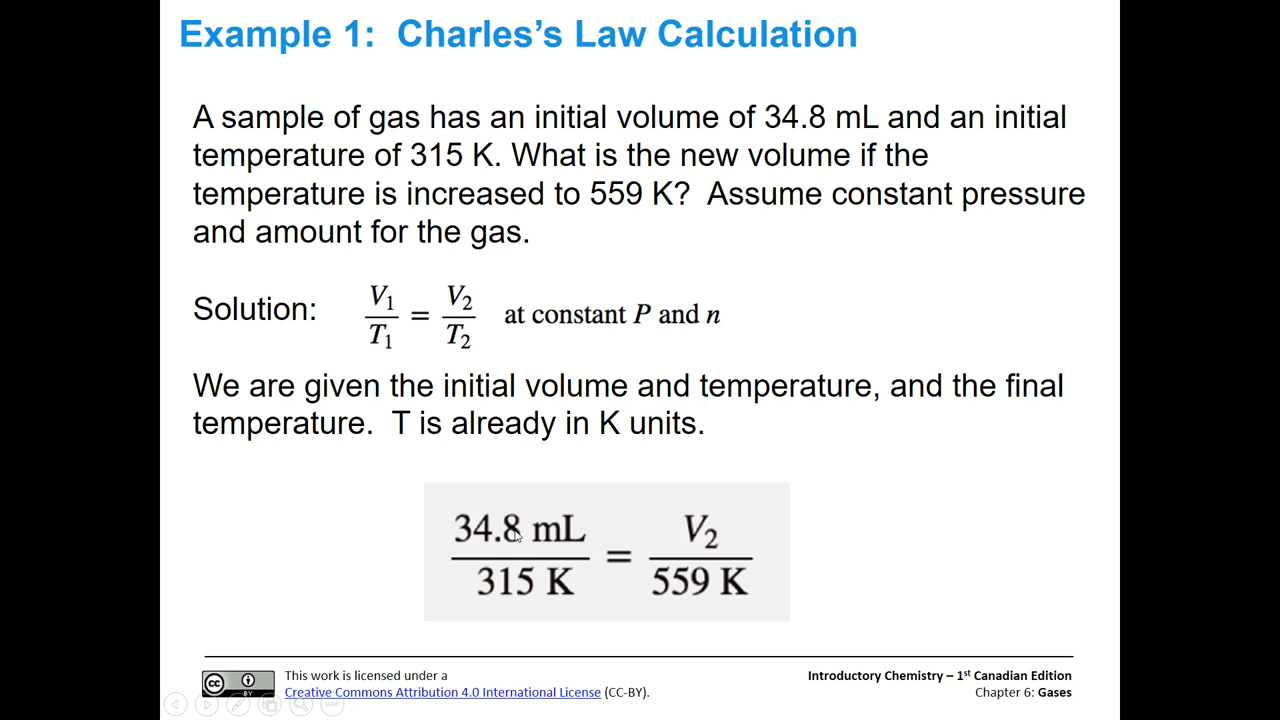 Example 1:  Charles's Law Calculation
A sample of gas has an initial volume of 34.8 mL and an initial
temperature of 315 K. What is the new volume if the
temperature is increased to 559 K?  Assume constant pressure
and amount for the gas.
Solution: V₁/T₁ = V₂/T₂ at constant P and n
We are given the initial volume and temperature, and the final
temperature.  T is already in K units.
34.8 mL/315 K = V₂/559 K
cc BY
This work is licensed under a
Creative Commons Attribution 4.0 International License (CC-BY).
Introductory Chemistry – 1st Canadian Edition
Chapter 6: Gases